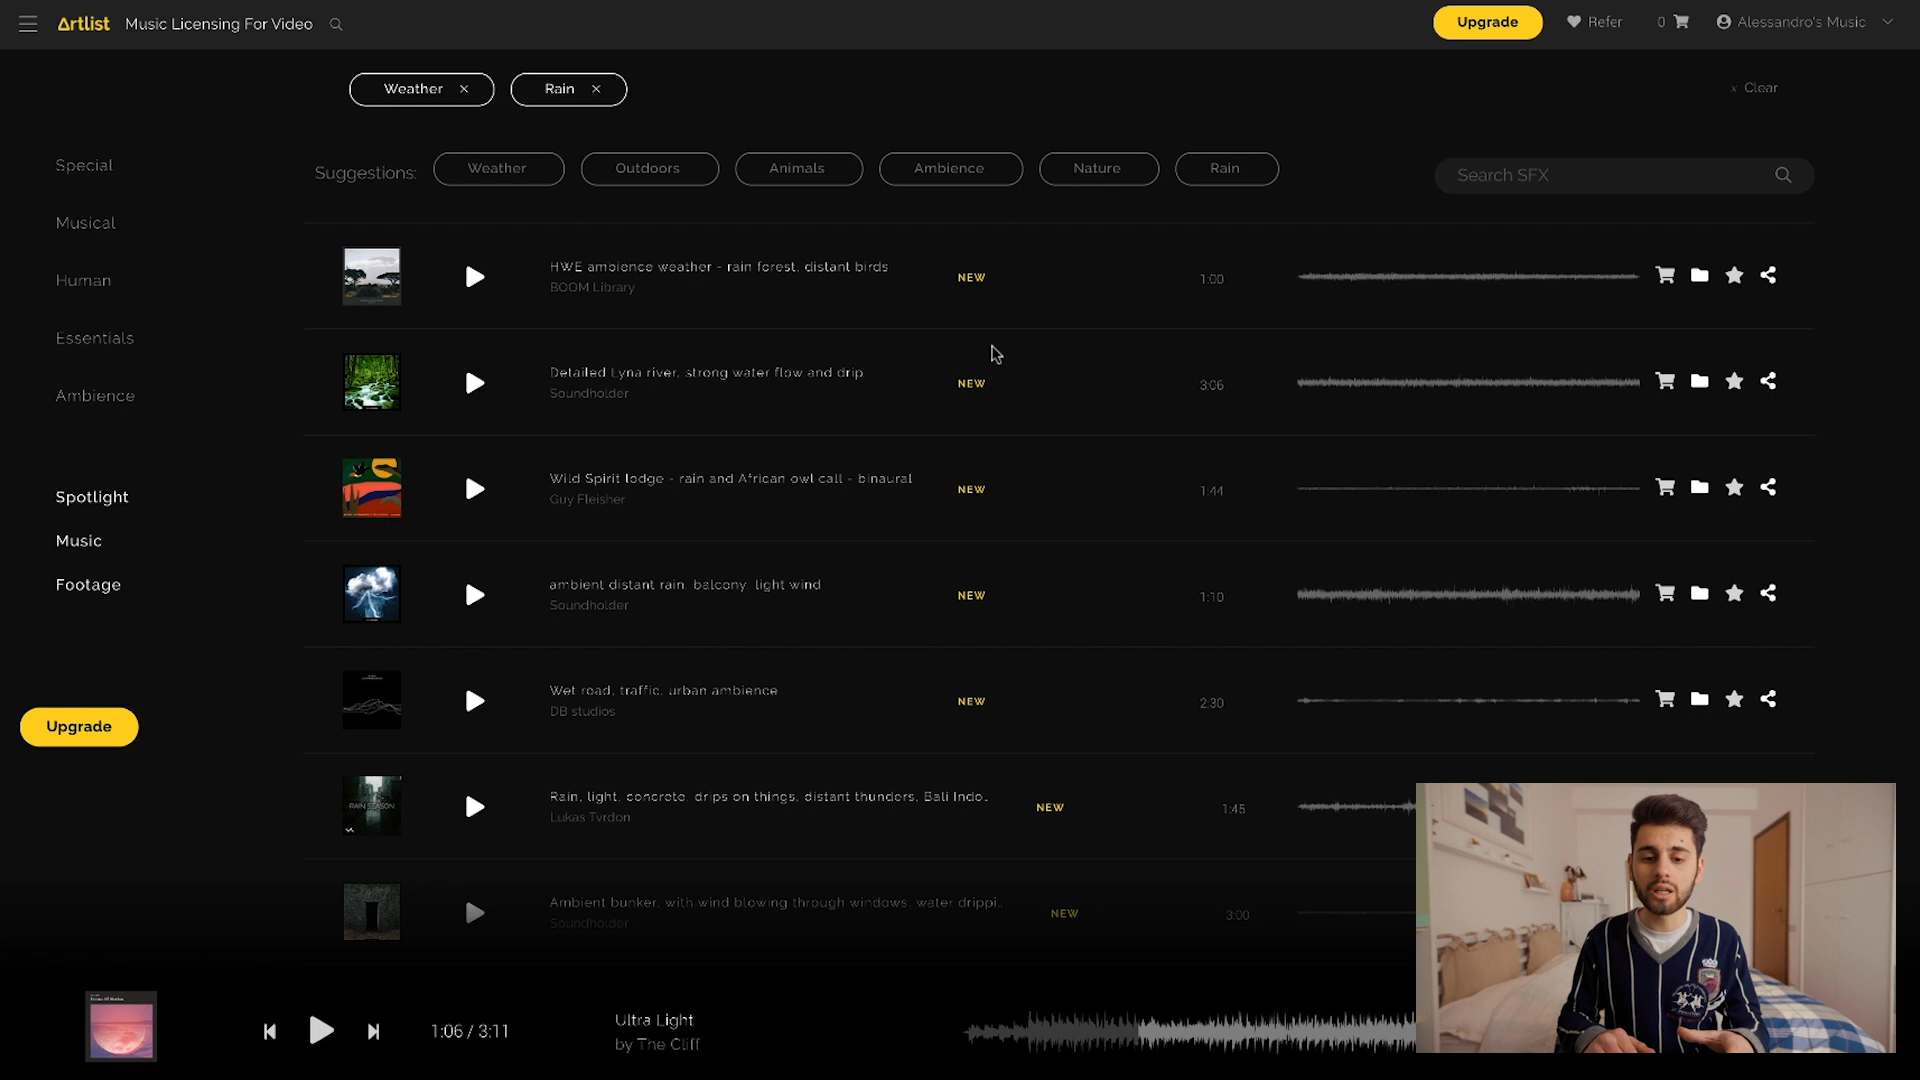 Artlist Music Licensing For Video
Upgrade Refer 0 Alessandro's Music
Weather × Rain ×
x Clear
Suggestions: Weather Outdoors Animals Ambience Nature Rain
Search SFX
Special
Musical
Human
Essentials
Ambience
Spotlight
Music
Footage
Upgrade
HWE ambience weather - rain forest, distant birds
BOOM Library
NEW
1:00
Detailed Lyna river, strong water flow and drip
Soundholder
NEW
3:06
Wild Spirit lodge - rain and African owl call - binaural
Guy Fleisher
NEW
1:44
ambient distant rain, balcony, light wind
Soundholder
NEW
1:10
Wet road, traffic, urban ambience
DB studios
NEW
2:30
RAIN SEASON
Rain, light, concrete, drips on things, distant thunders, Bali Indo...
Lukas Tvrdon
NEW
1:45
Ambient bunker, with wind blowing through windows, water drippi...
Soundholder
NEW
3:00
1:06 / 3:11
Ultra Light
by The Cliff